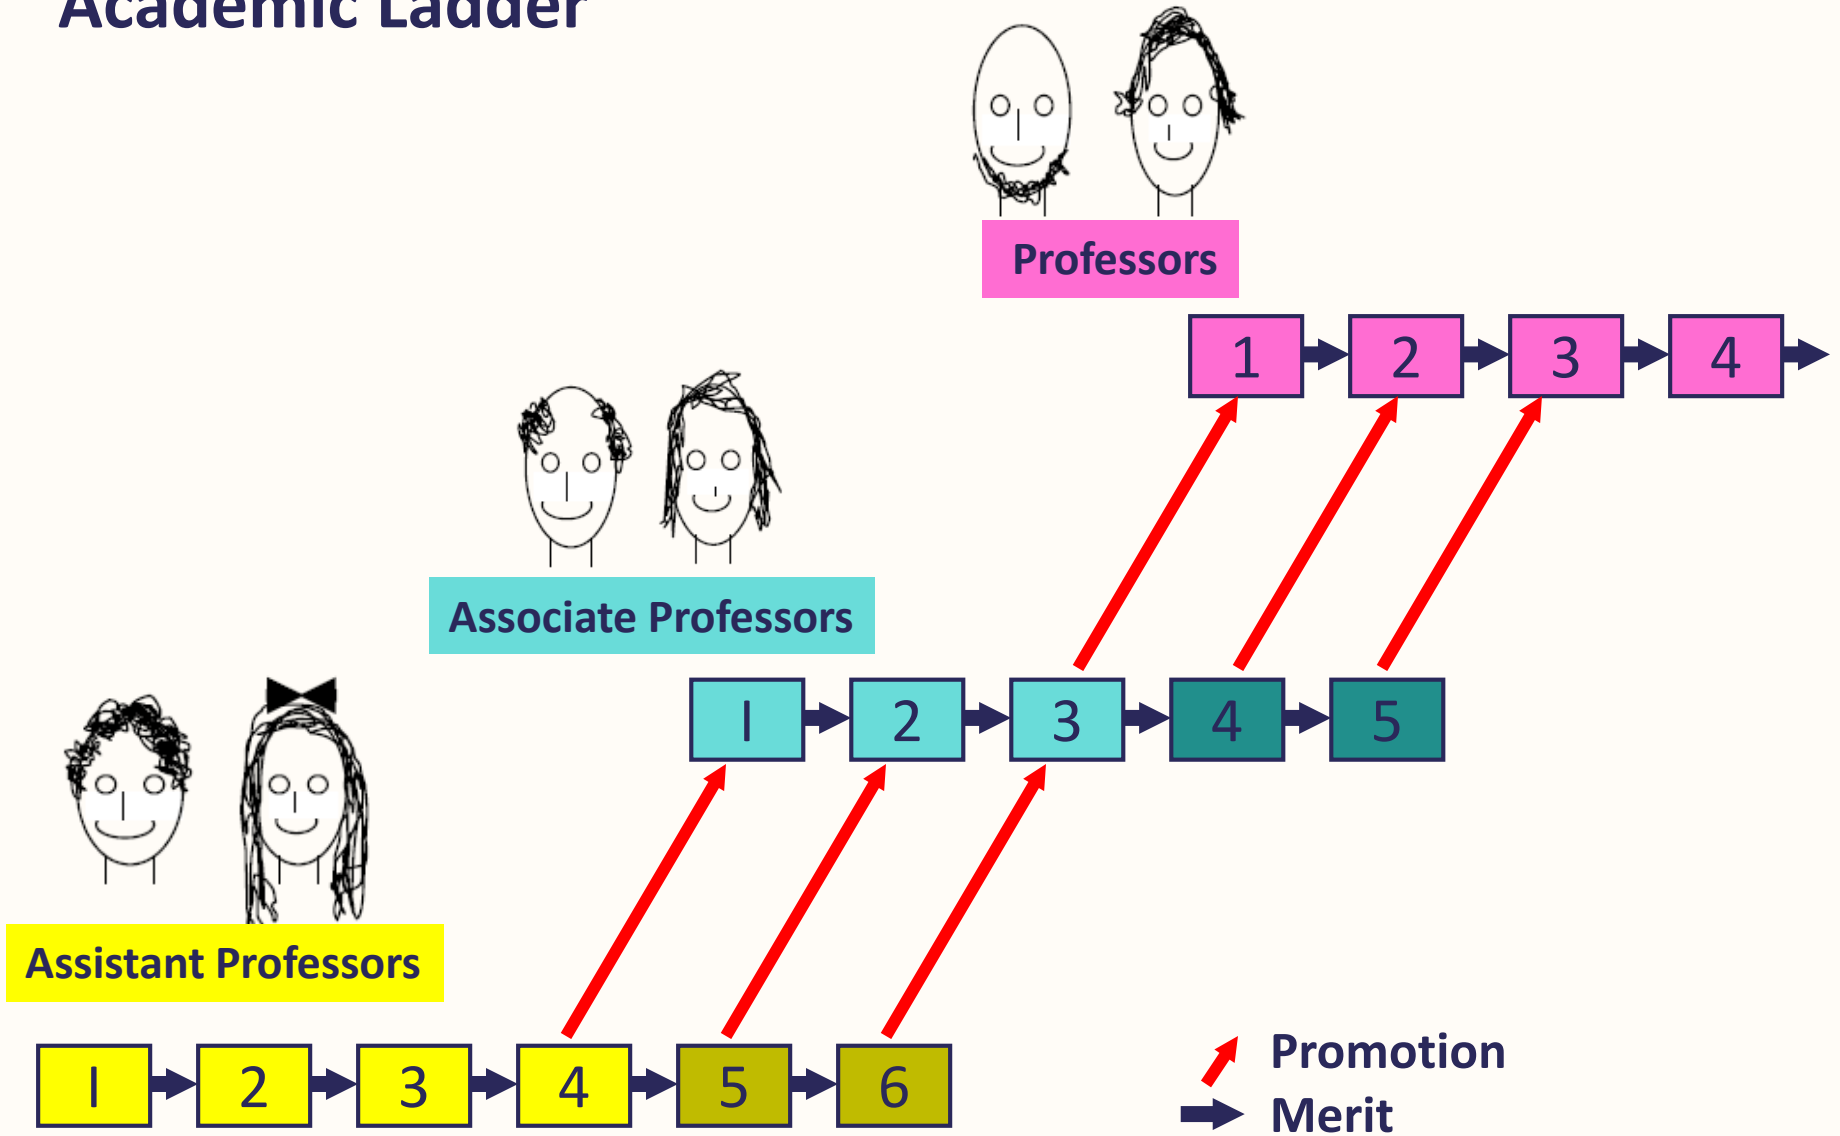 Academic Ladder
Professors
1 2 3 4
Associate Professors
I 2 3 4 5
Assistant Professors
I 2 3 4 5 6
Promotion
Merit